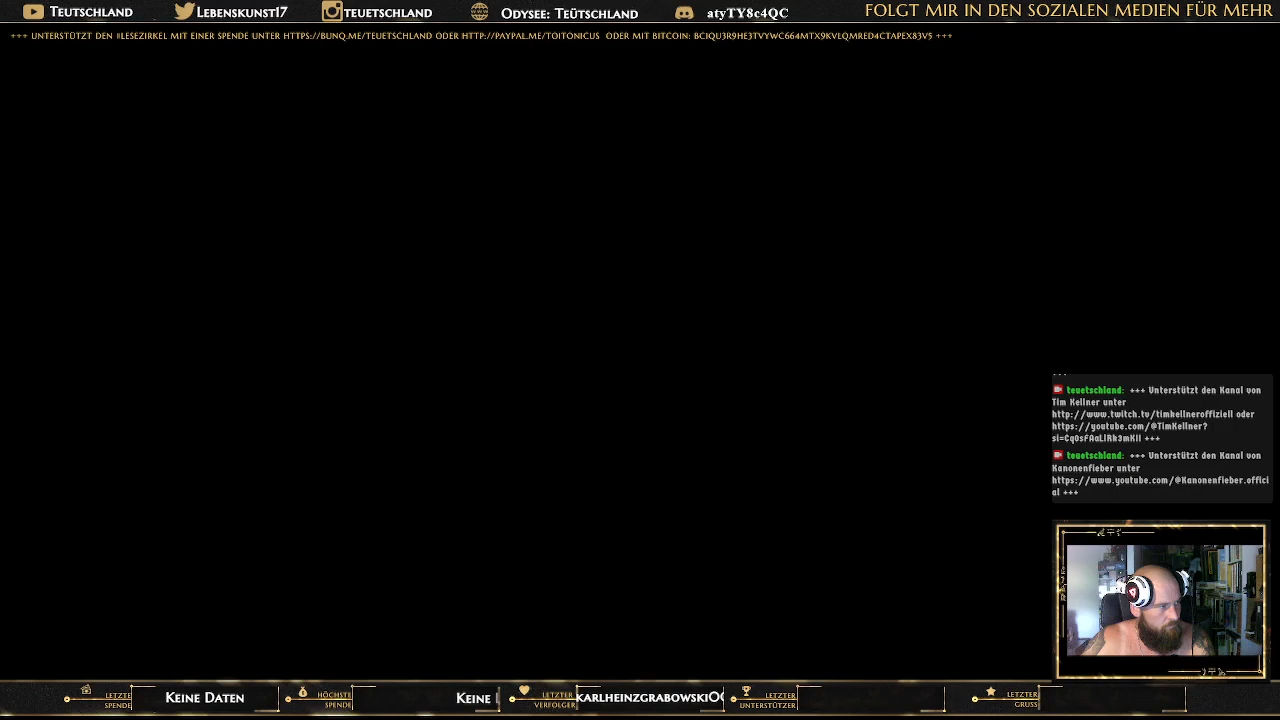 Teutschland
Lebenskunst17
teuetschland
Odysee: Teütschland
atyTY8c4QC
FOLGT MIR IN DEN SOZIALEN MEDIEN FÜR MEHR
+++ UNTERSTÜTZT DEN #LESEZIRKEL MIT EINER SPENDE UNTER HTTPS://BUNQ.ME/TEUETSCHLAND ODER HTTP://PAYPAL.ME/TOITONICUS ODER MIT BITCOIN: BC1QU3R9HE3TVYWC664MTX9KVLQMRED4CTAPEX83V5 +++
+++
teuetschland: +++ Unterstützt den Kanal von
Tim Kellner unter
http://www.twitch.tv/timkellneroffiziell oder
https://youtube.com/@TimKellner?
si=CqOsFAaLlRk3mKII +++
teuetschland: +++ Unterstützt den Kanal von
Kanonenfieber unter
https://www.youtube.com/@Kanonenfieber.offici
al +++
LETZTE
SPENDE
Keine Daten
HÖCHSTE
SPENDE
Keine
LETZTER
VERFOLGER
karlheinzgrabowski
LETZTER
UNTERSTÜTZER
LETZTER
GRUSS